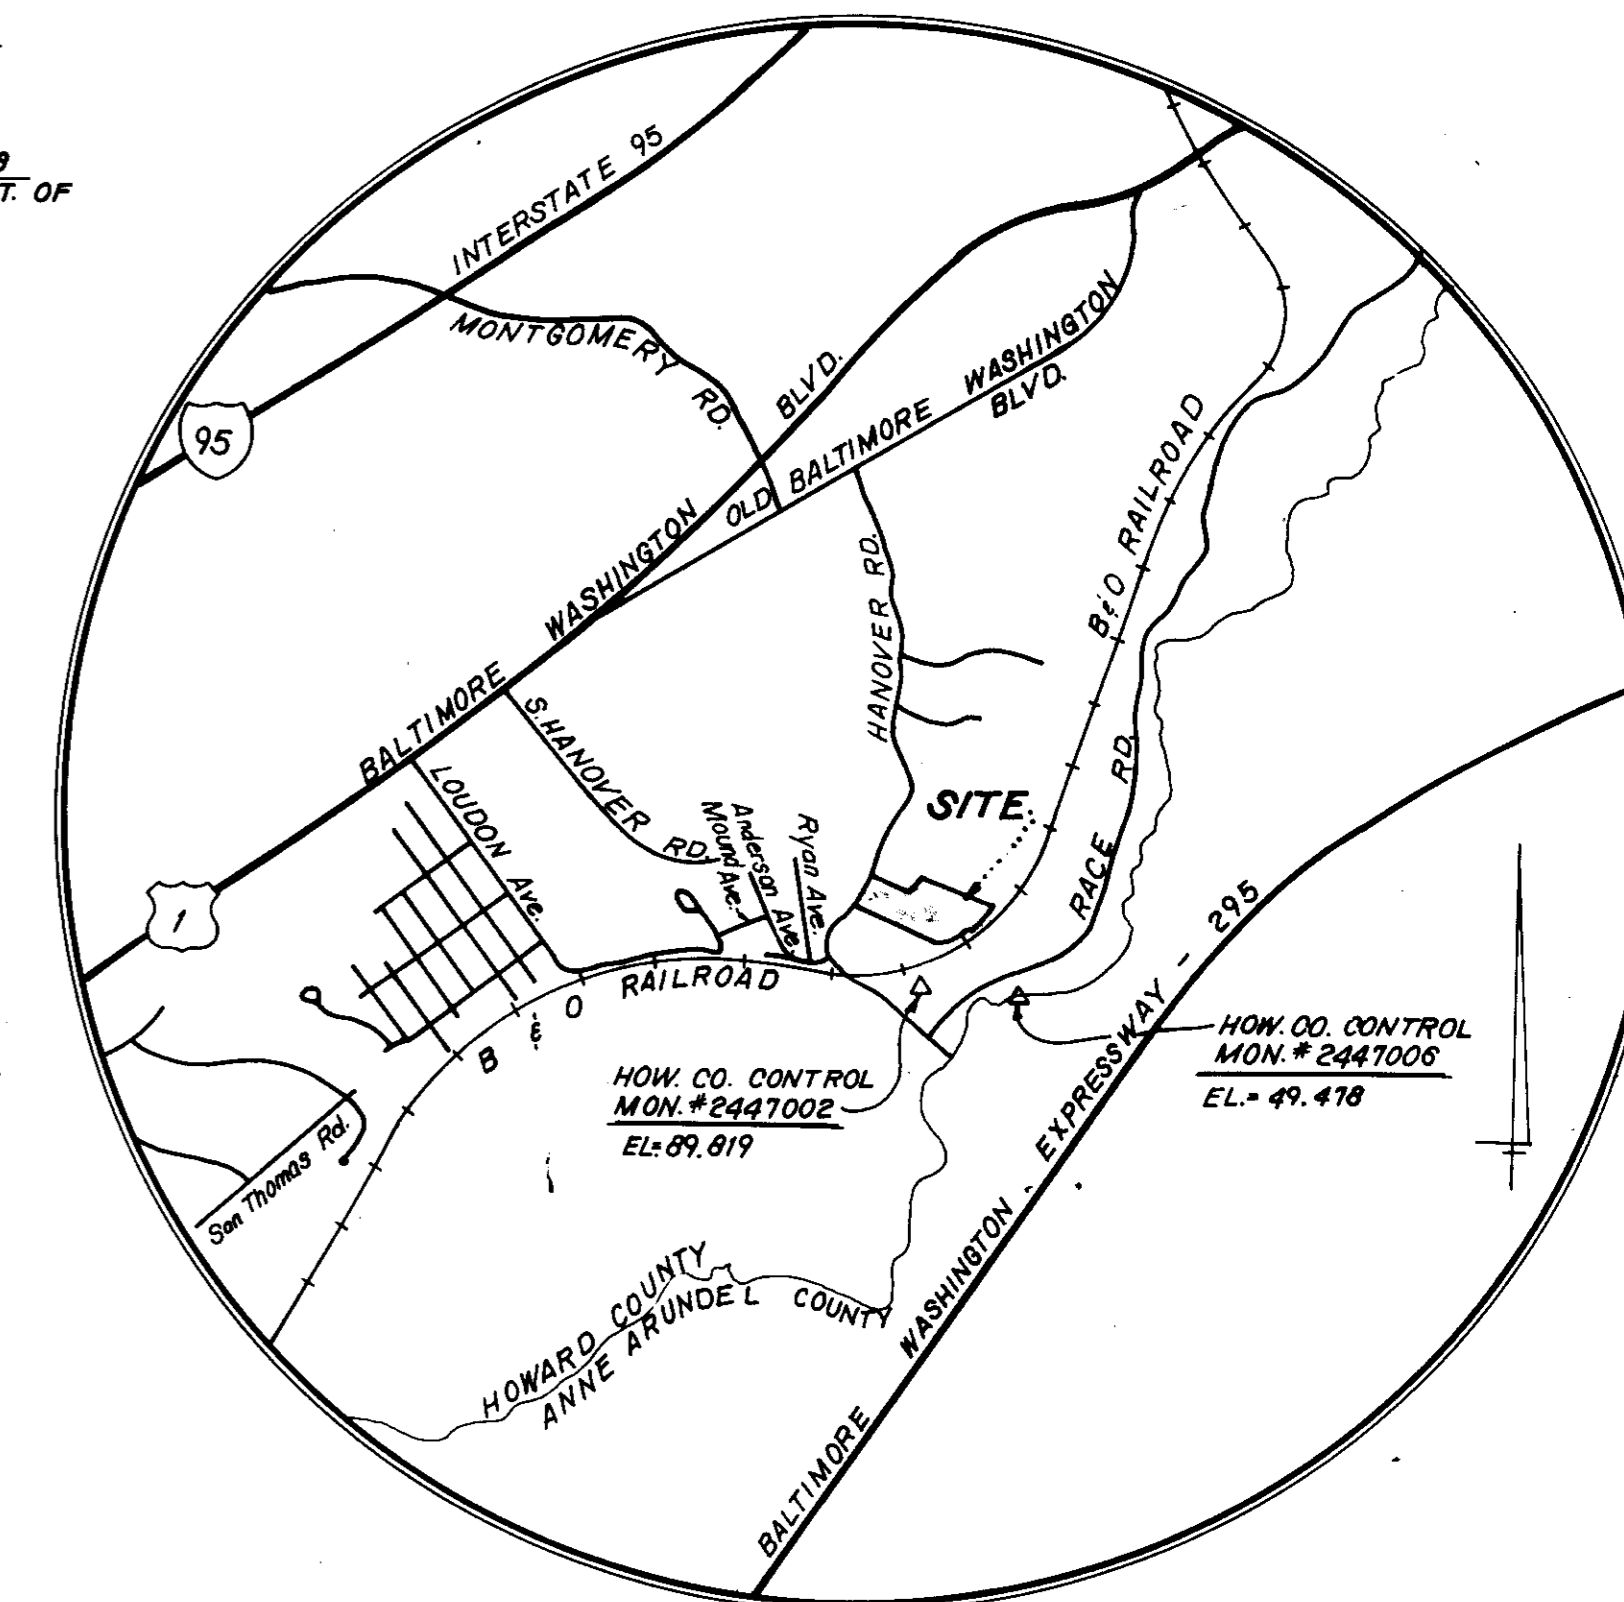 T. OF
INTERSTATE 95
MONTGOMERY RD.
95
BALTIMORE WASHINGTON BLVD.
OLD BALTIMORE WASHINGTON
BLVD.
B & O RAILROAD
HANOVER RD.
S. HANOVER RD.
LOUDON Ave.
Mound Ave.
Anderson Ave.
Ryan Ave.
SITE
RACE RD.
1
B & O RAILROAD
BALTIMORE WASHINGTON EXPRESSWAY - 295
HOW. CO. CONTROL
MON. #2447006
EL.= 49.478
HOW. CO. CONTROL
MON. #2447002
EL= 89.819
San Thomas Rd.
HOWARD COUNTY
ANNE ARUNDEL COUNTY